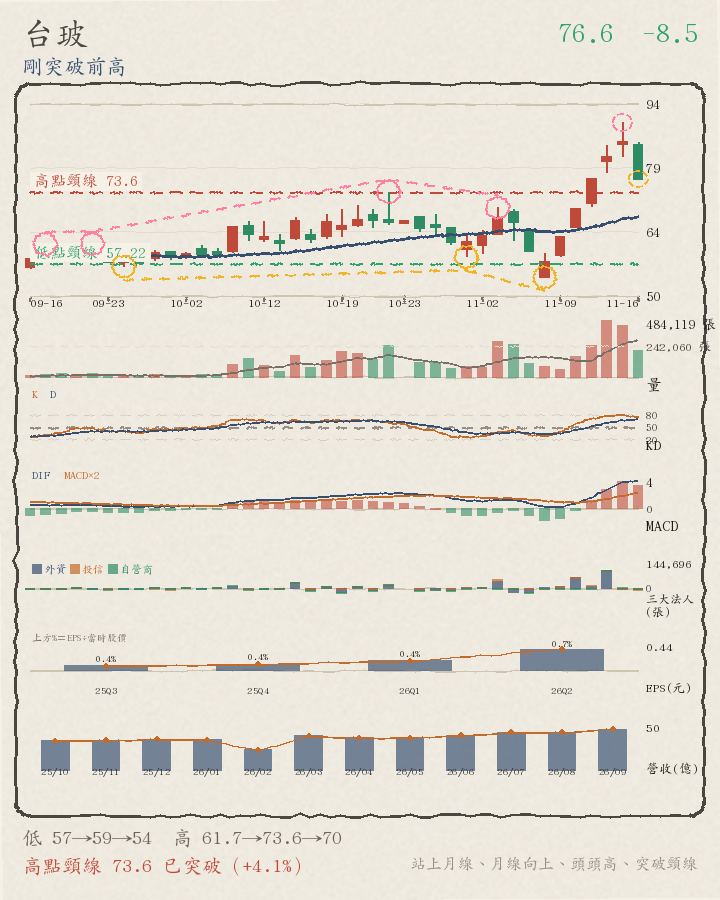 台玻
76.6 -8.5
剛突破前高
94
高點頸線 73.6
79
低點頸線 57.22
64
50
09-16 09-23 10-02 10-12 10-19 10-23 11-02 11-09 11-16
484,119 張
242,060 張
量
K D
80
50
20
KD
DIF MACD×2
4
0
MACD
外資 投信 自營商
144,696
0
三大法人
(張)
上方%=EPS÷當時股價
0.4% 0.4% 0.4% 0.7%
0.44
25Q3 25Q4 26Q1 26Q2
EPS(元)
50
25/10 25/11 25/12 26/01 26/02 26/03 26/04 26/05 26/06 26/07 26/08 26/09
營收(億)
低 57→59→54 高 61.7→73.6→70
高點頸線 73.6 已突破 (+4.1%)
站上月線、月線向上、頭頭高、突破頸線